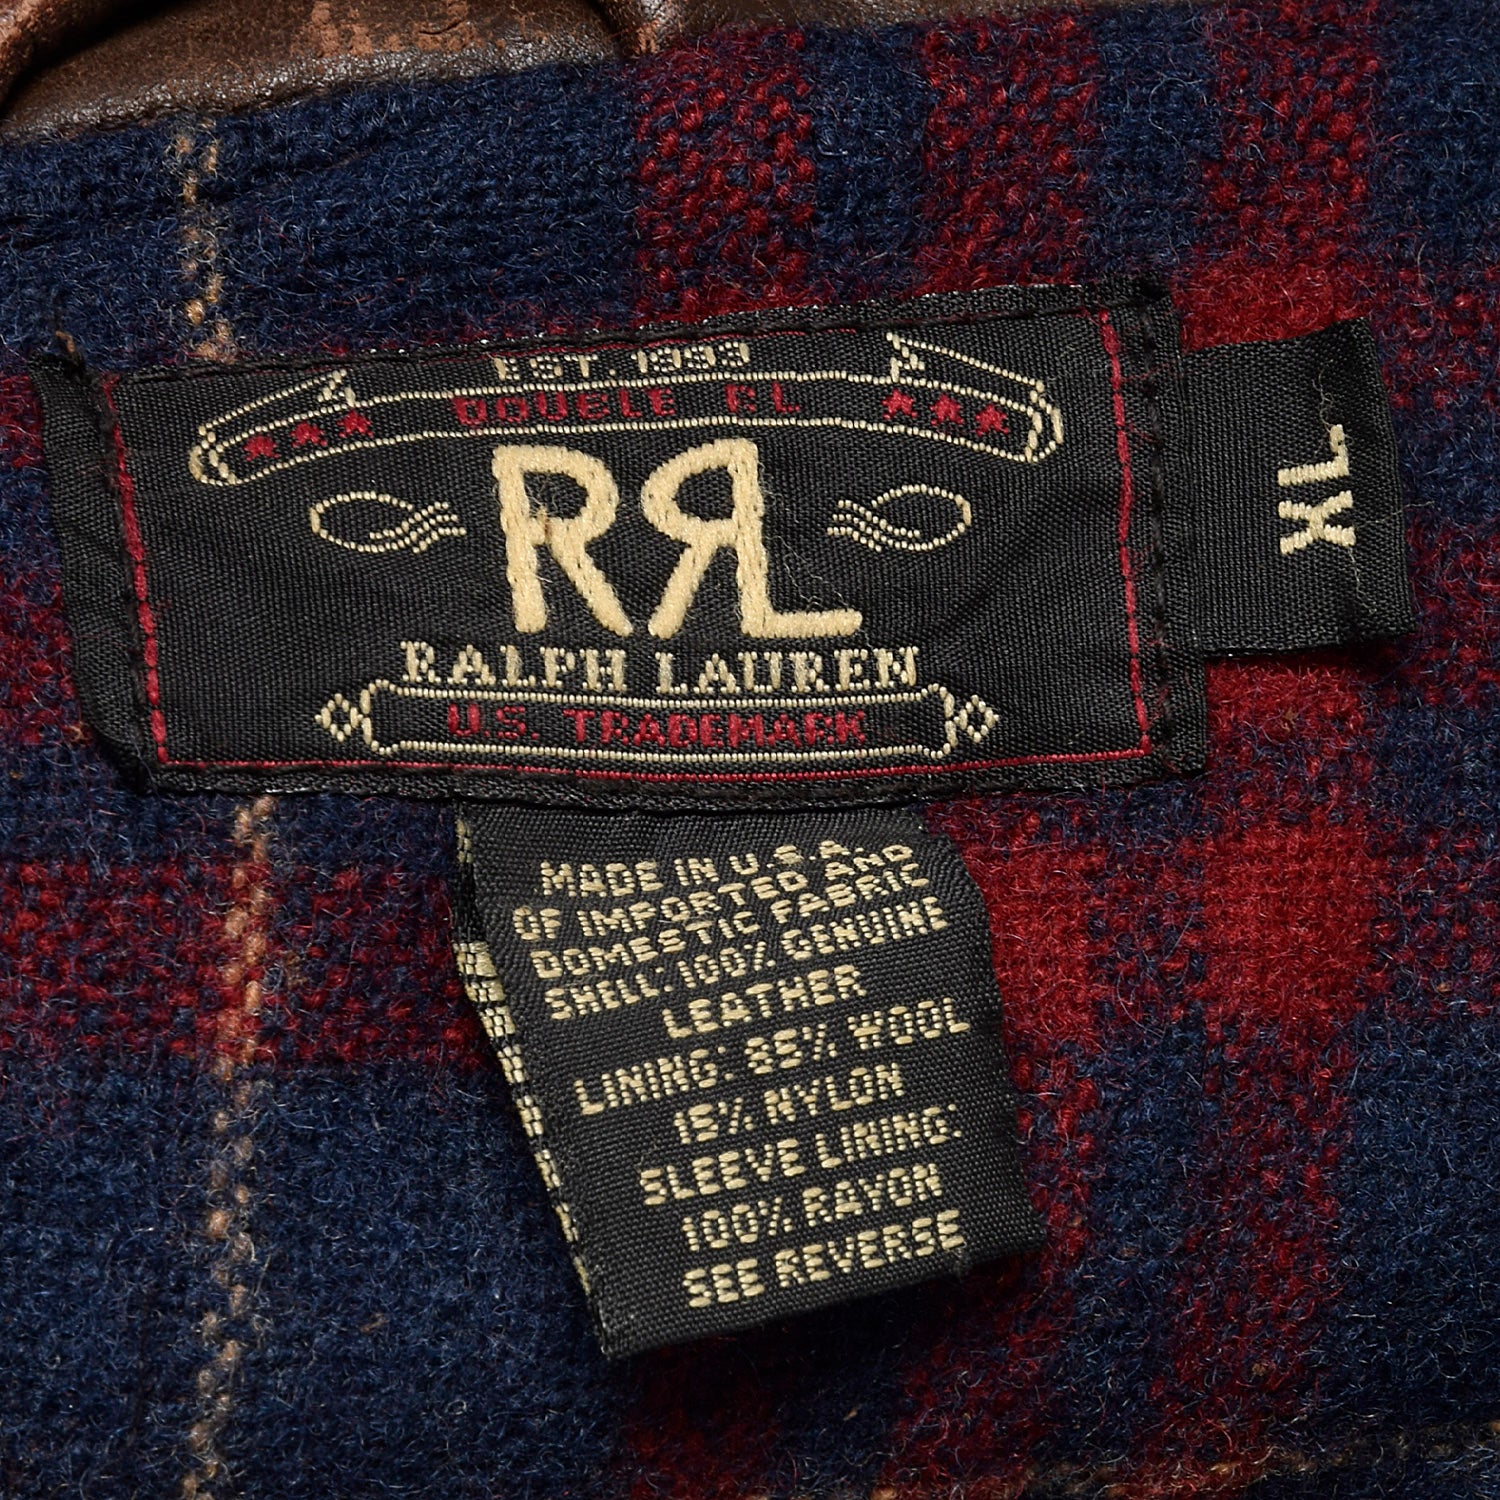 EST. 1993
DOUBLE RL
RRL
RALPH LAUREN
U.S. TRADEMARK
XL
MADE IN U.S.A.
OF IMPORTED AND
DOMESTIC FABRIC
SHELL: 100% GENUINE
LEATHER
LINING: 85% WOOL
15% NYLON
SLEEVE LINING:
100% RAYON
SEE REVERSE